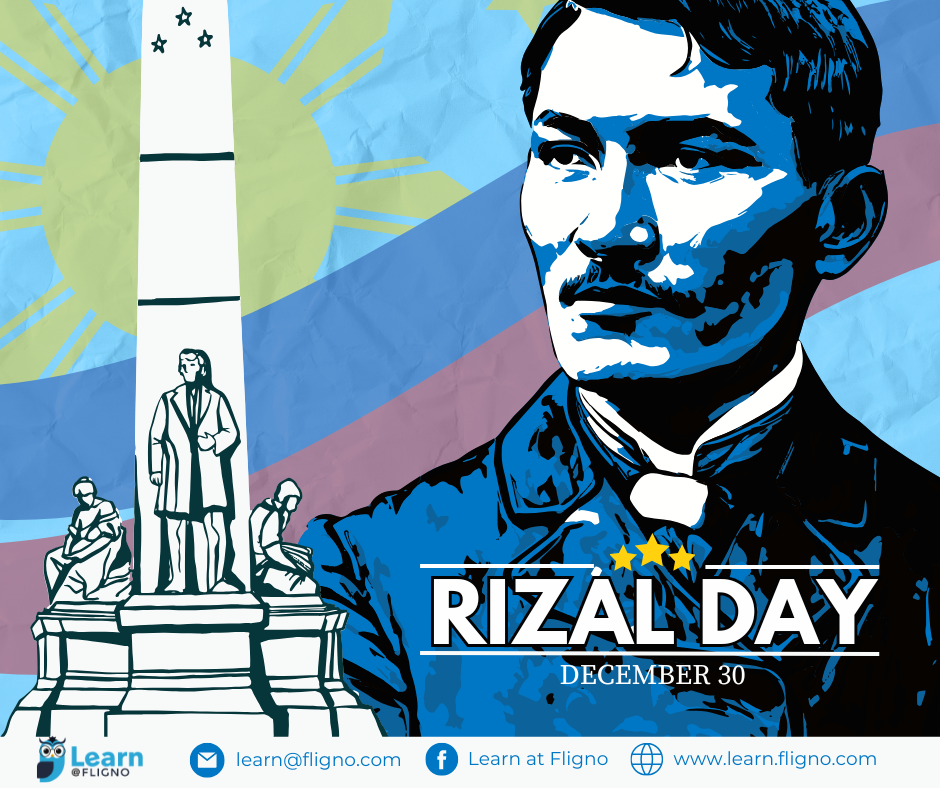 RIZAL DAY
DECEMBER 30
Learn
@FLIGNO
learn@fligno.com
Learn at Fligno
www.learn.fligno.com